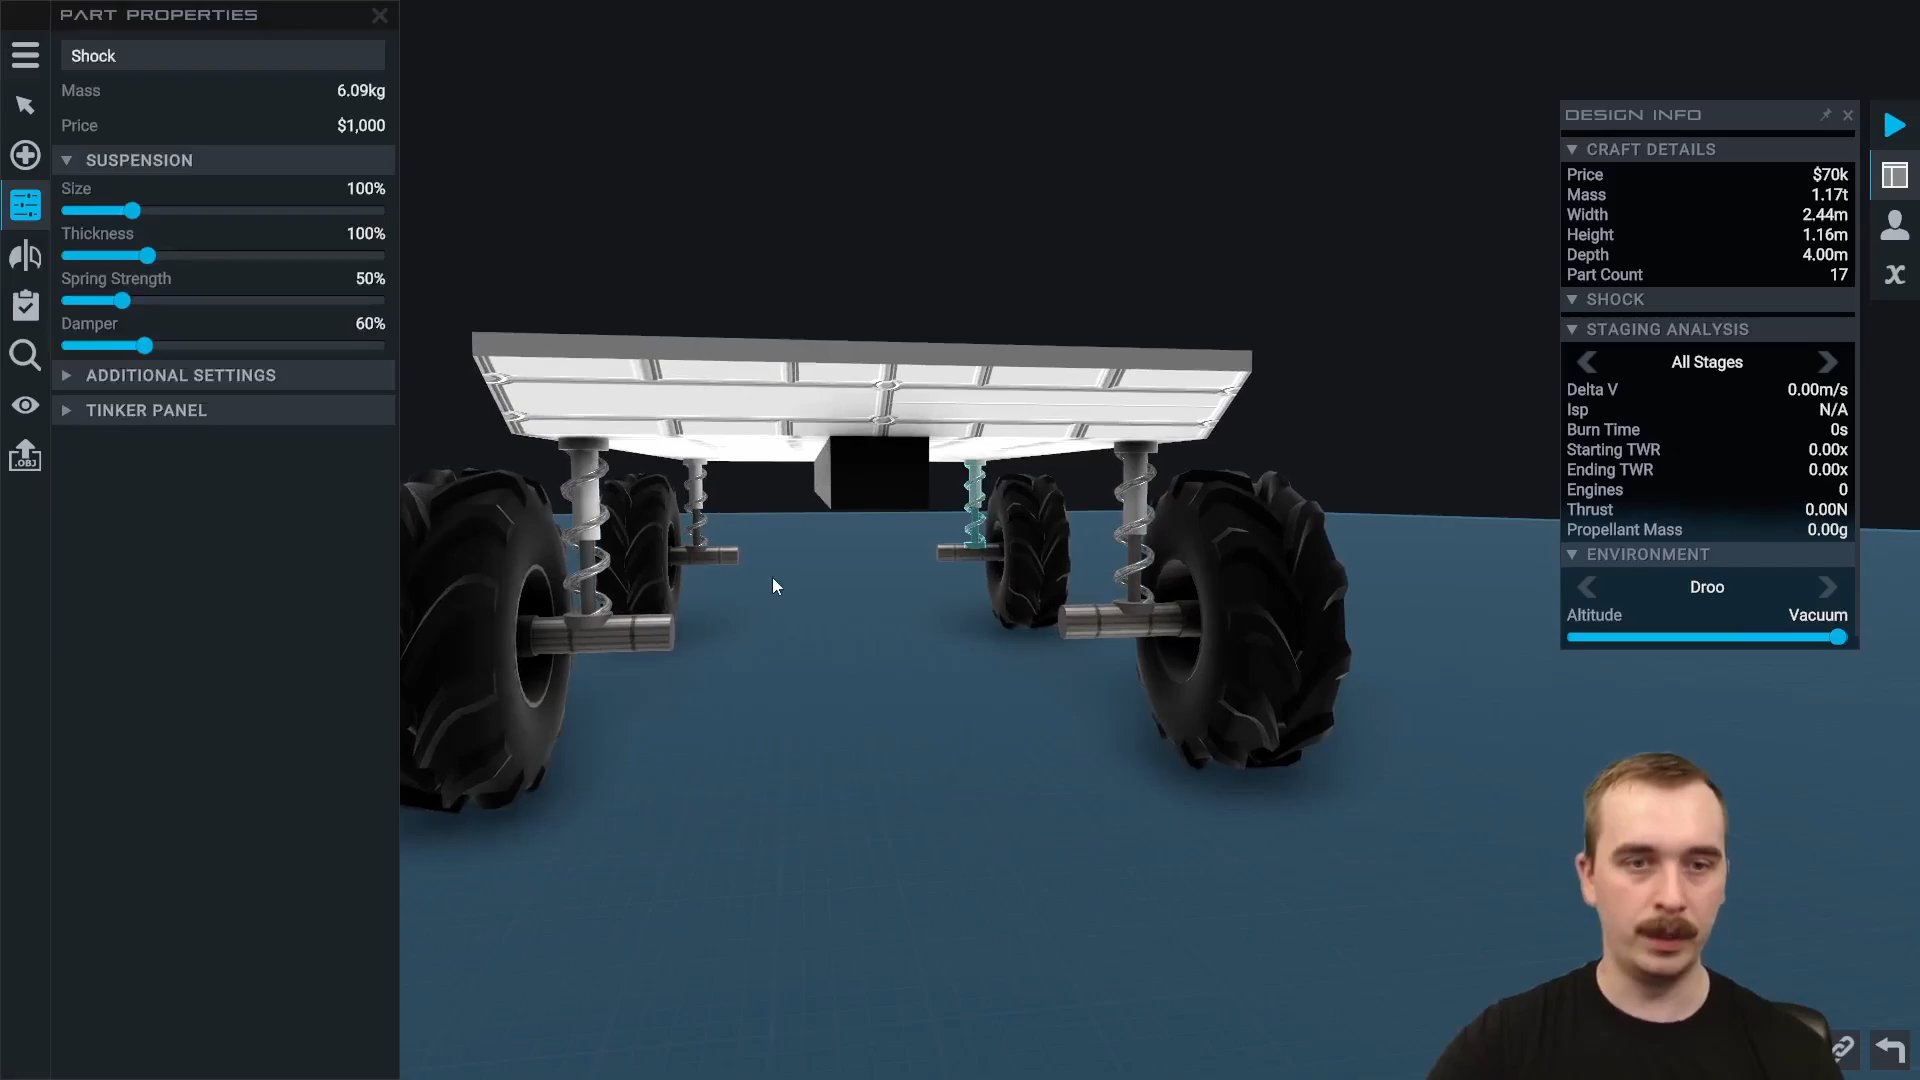 PART PROPERTIES
Shock
Mass 6.09kg
Price $1,000
SUSPENSION
Size 100%
Thickness 100%
Spring Strength 50%
Damper 60%
ADDITIONAL SETTINGS
TINKER PANEL
.OBJ
DESIGN INFO
CRAFT DETAILS
Price $70k
Mass 1.17t
Width 2.44m
Height 1.16m
Depth 4.00m
Part Count 17
SHOCK
STAGING ANALYSIS
All Stages
Delta V 0.00m/s
Isp N/A
Burn Time 0s
Starting TWR 0.00x
Ending TWR 0.00x
Engines 0
Thrust 0.00N
Propellant Mass 0.00g
ENVIRONMENT
Droo
Altitude Vacuum
x